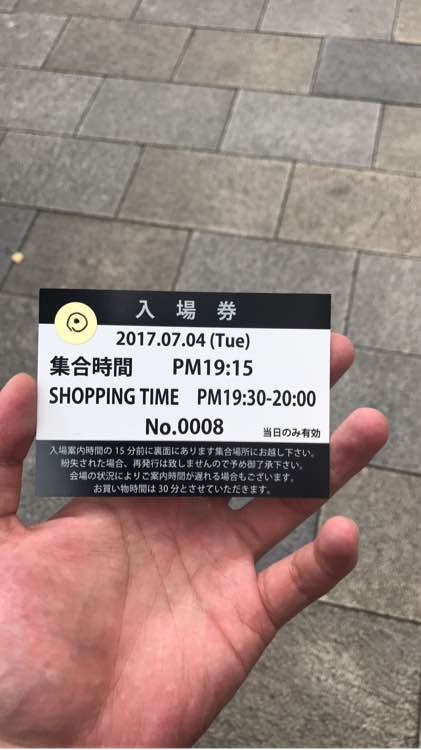 入場券
2017.07.04 (Tue)
集合時間 PM19:15
SHOPPING TIME PM19:30-20:00
No.0008
当日のみ有効
入場案内時間の15分前に裏面にあります集合場所にお越し下さい。
紛失された場合、再発行は致しませんので予め御了承下さい。
会場の状況によりご案内時間が遅れる場合もございます。
お買い物時間は30分とさせていただきます。